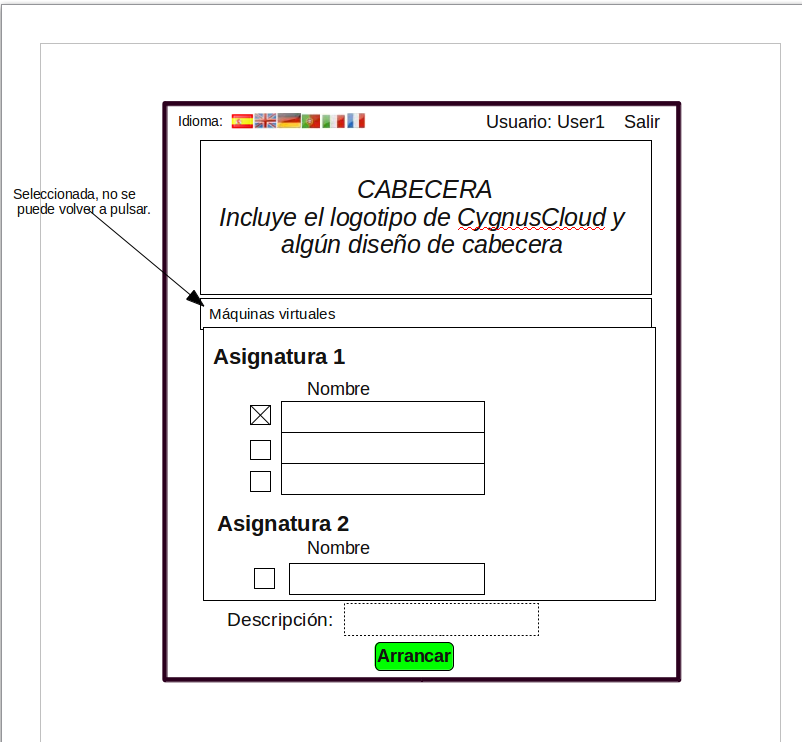 Idioma:
Usuario: User1 Salir
CABECERA
Incluye el logotipo de CygnusCloud y
algún diseño de cabecera
Seleccionada, no se
puede volver a pulsar.
Máquinas virtuales
Asignatura 1
Nombre
Asignatura 2
Nombre
Descripción:
Arrancar